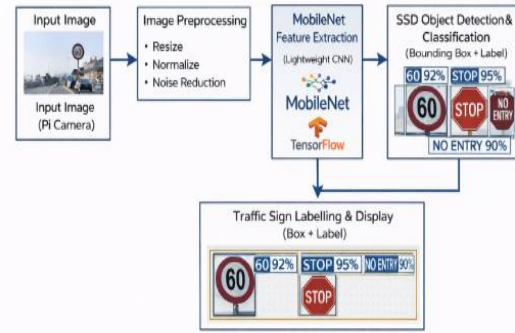 Input Image
Input Image
(Pi Camera)
Image Preprocessing
• Resize
• Normalize
• Noise Reduction
MobileNet
Feature Extraction
(Lightweight CNN)
MobileNet
TensorFlow
SSD Object Detection &
Classification
(Bounding Box + Label)
60 92% STOP 95%
60
STOP
NO
ENTRY
NO ENTRY 90%
Traffic Sign Labelling & Display
(Box + Label)
60 92% STOP 95% NO ENTRY 90%
60
STOP